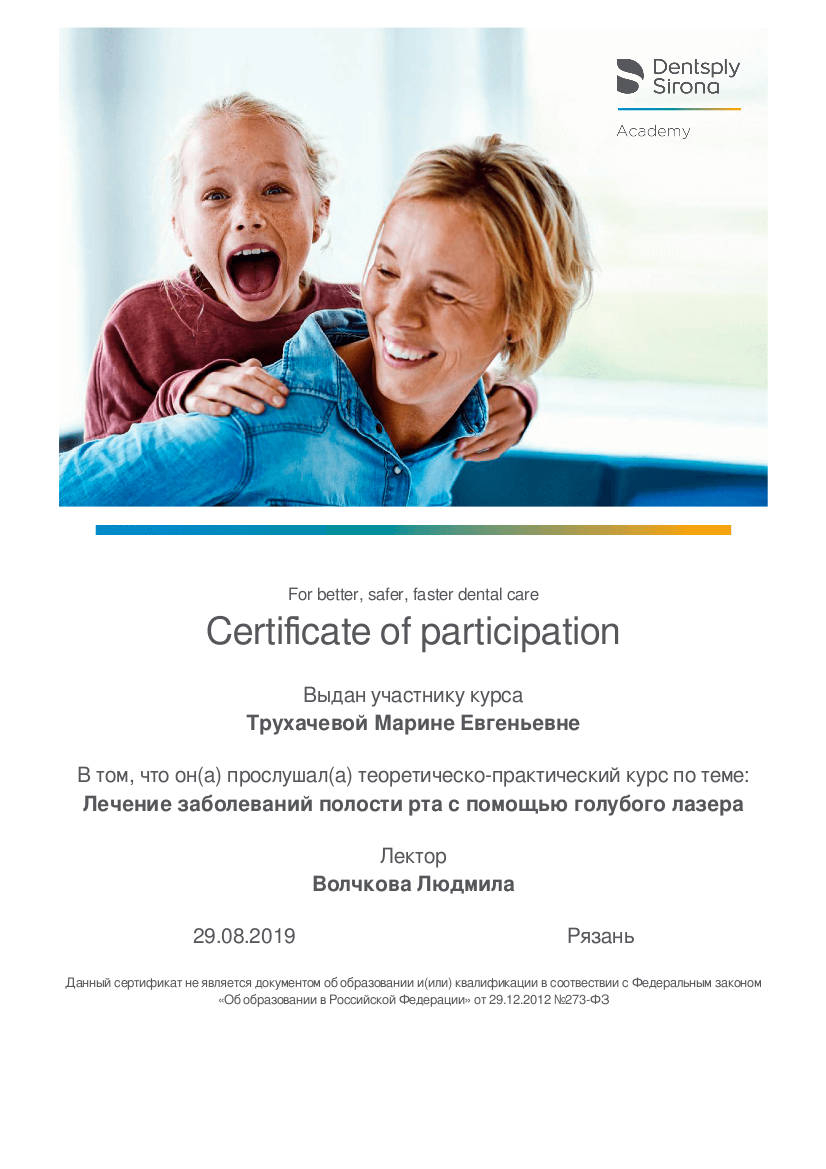 Dentsply
Sirona
Academy
For better, safer, faster dental care
Certificate of participation
Выдан участнику курса
Трухачевой Марине Евгеньевне
В том, что он(а) прослушал(а) теоретическо-практический курс по теме:
Лечение заболеваний полости рта с помощью голубого лазера
Лектор
Волчкова Людмила
29.08.2019 Рязань
Данный сертификат не является документом об образовании и(или) квалификации в соотвествии с Федеральным законом
«Об образовании в Российской Федерации» от 29.12.2012 №273-ФЗ